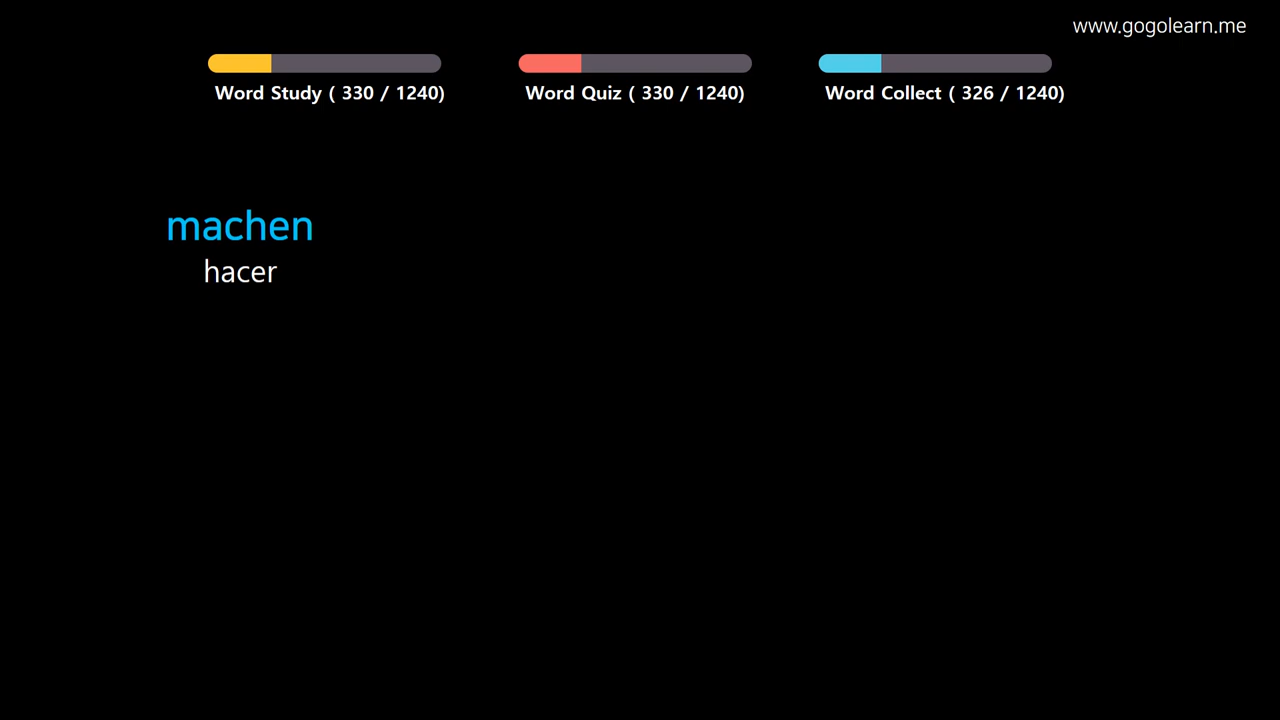 www.gogolearn.me
Word Study ( 330 / 1240)
Word Quiz ( 330 / 1240)
Word Collect ( 326 / 1240)
machen
hacer